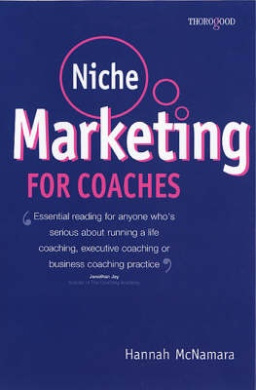 THOROGOOD
Niche
Marketing
FOR COACHES
‘Essential reading for anyone who's
serious about running a life
coaching, executive coaching or
business coaching practice’
Jonathan Jay
Hannah McNamara